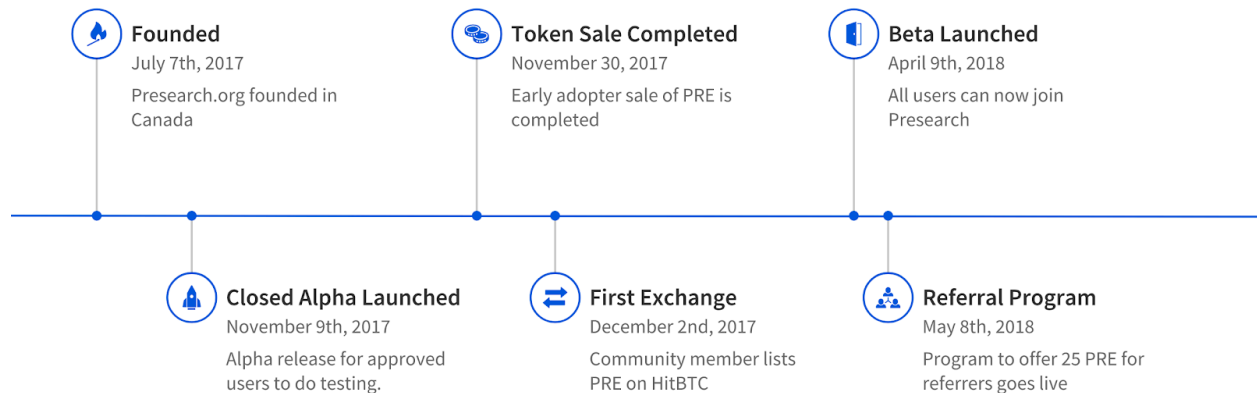 Founded
July 7th, 2017
Presearch.org founded in
Canada
Token Sale Completed
November 30, 2017
Early adopter sale of PRE is
completed
Beta Launched
April 9th, 2018
All users can now join
Presearch
Closed Alpha Launched
November 9th, 2017
Alpha release for approved
users to do testing.
First Exchange
December 2nd, 2017
Community member lists
PRE on HitBTC
Referral Program
May 8th, 2018
Program to offer 25 PRE for
referrers goes live